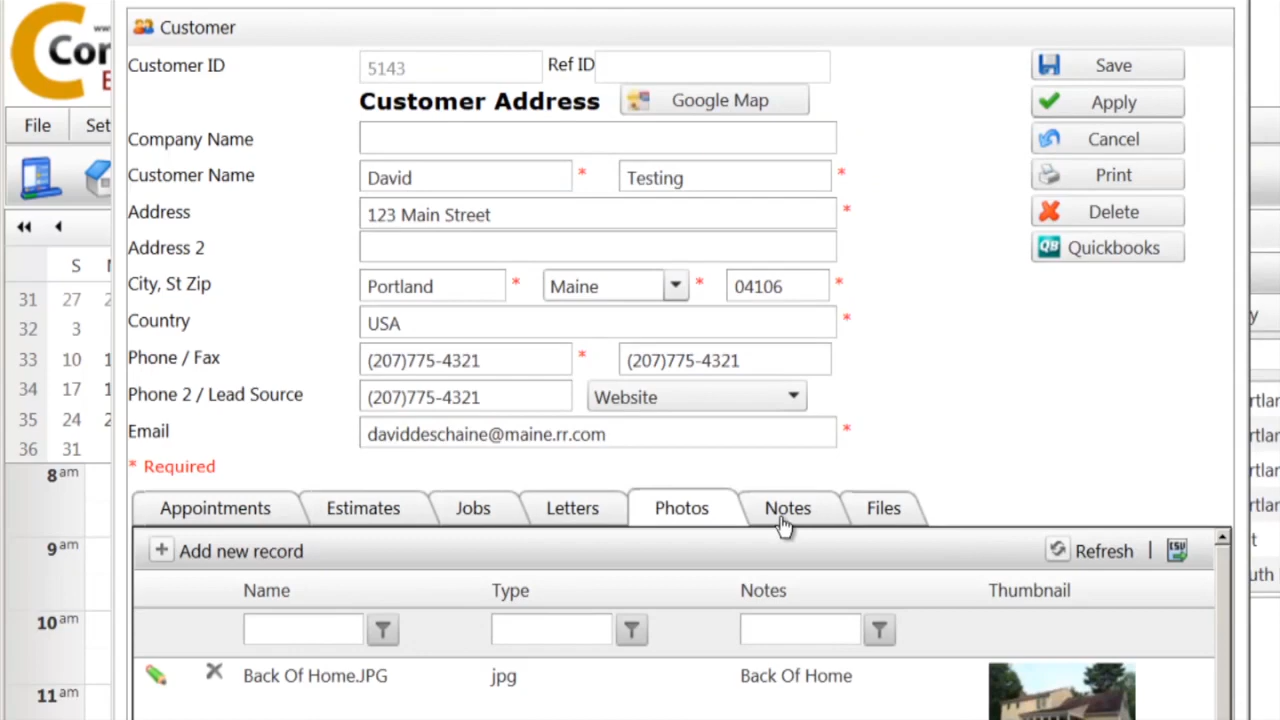 Customer
Customer ID 5143 Ref ID
Customer Address Google Map
Company Name
Customer Name David * Testing *
Address 123 Main Street *
Address 2
City, St Zip Portland * Maine * 04106 *
Country USA *
Phone / Fax (207)775-4321 * (207)775-4321
Phone 2 / Lead Source (207)775-4321 Website
Email daviddeschaine@maine.rr.com *
* Required
Save
Apply
Cancel
Print
Delete
QB Quickbooks
Appointments Estimates Jobs Letters Photos Notes Files
Add new record Refresh | CSV
Name Type Notes Thumbnail
Back Of Home.JPG jpg Back Of Home
File
S
31 27
32 3
33 10
34 17
35 24
36 31
8am
9am
10am
11am